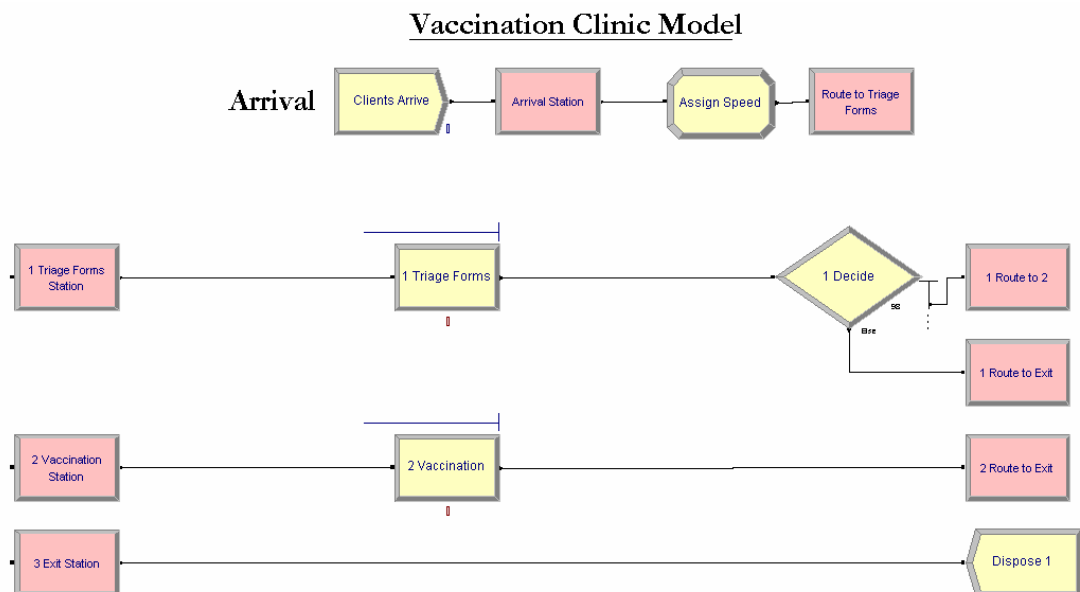 Vaccination Clinic Model
Arrival
Clients Arrive
Arrival Station
Assign Speed
Route to Triage
Forms
1 Triage Forms
Station
1 Triage Forms
1 Decide
98
Else
1 Route to 2
1 Route to Exit
2 Vaccination
Station
2 Vaccination
2 Route to Exit
3 Exit Station
Dispose 1